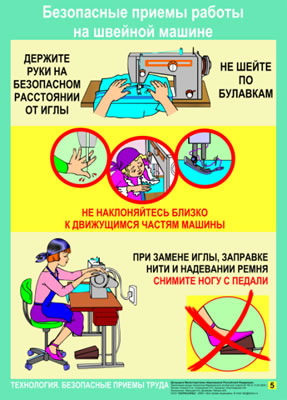 Безопасные приемы работы
на швейной машине
ДЕРЖИТЕ
РУКИ НА
БЕЗОПАСНОМ
РАССТОЯНИИ
ОТ ИГЛЫ
НЕ ШЕЙТЕ
ПО
БУЛАВКАМ
НЕ НАКЛОНЯЙТЕСЬ БЛИЗКО
К ДВИЖУЩИМСЯ ЧАСТЯМ МАШИНЫ
ПРИ ЗАМЕНЕ ИГЛЫ, ЗАПРАВКЕ
НИТИ И НАДЕВАНИИ РЕМНЯ
СНИМИТЕ НОГУ С ПЕДАЛИ
ТЕХНОЛОГИЯ. БЕЗОПАСНЫЕ ПРИЕМЫ ТРУДА
5